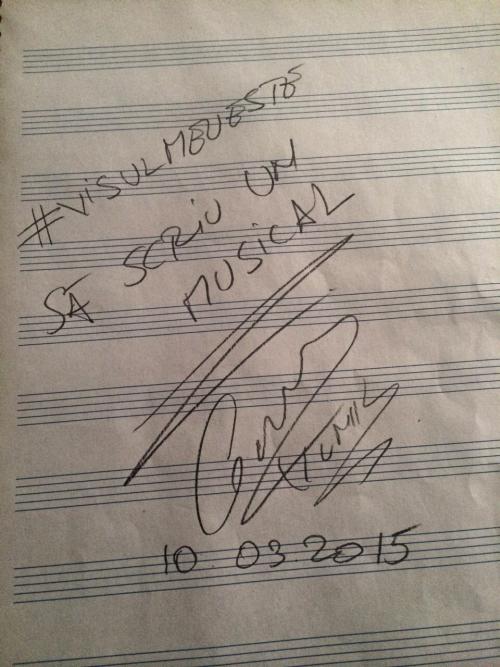 #VISULMEUESTE
SĂ SCRIU UN
MUSICAL
10.03.2015